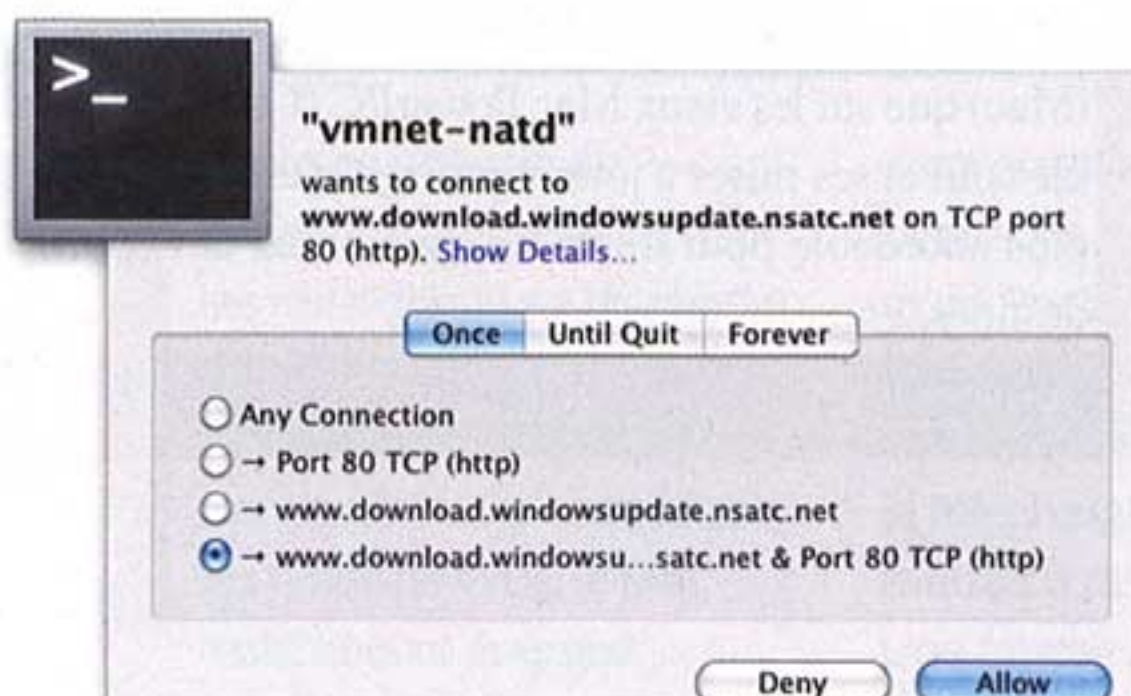 >_
"vmnet-natd"
wants to connect to
www.download.windowsupdate.nsatc.net on TCP port
80 (http). Show Details...
Once Until Quit Forever
Any Connection
→ Port 80 TCP (http)
→ www.download.windowsupdate.nsatc.net
→ www.download.windowsu...satc.net & Port 80 TCP (http)
Deny Allow